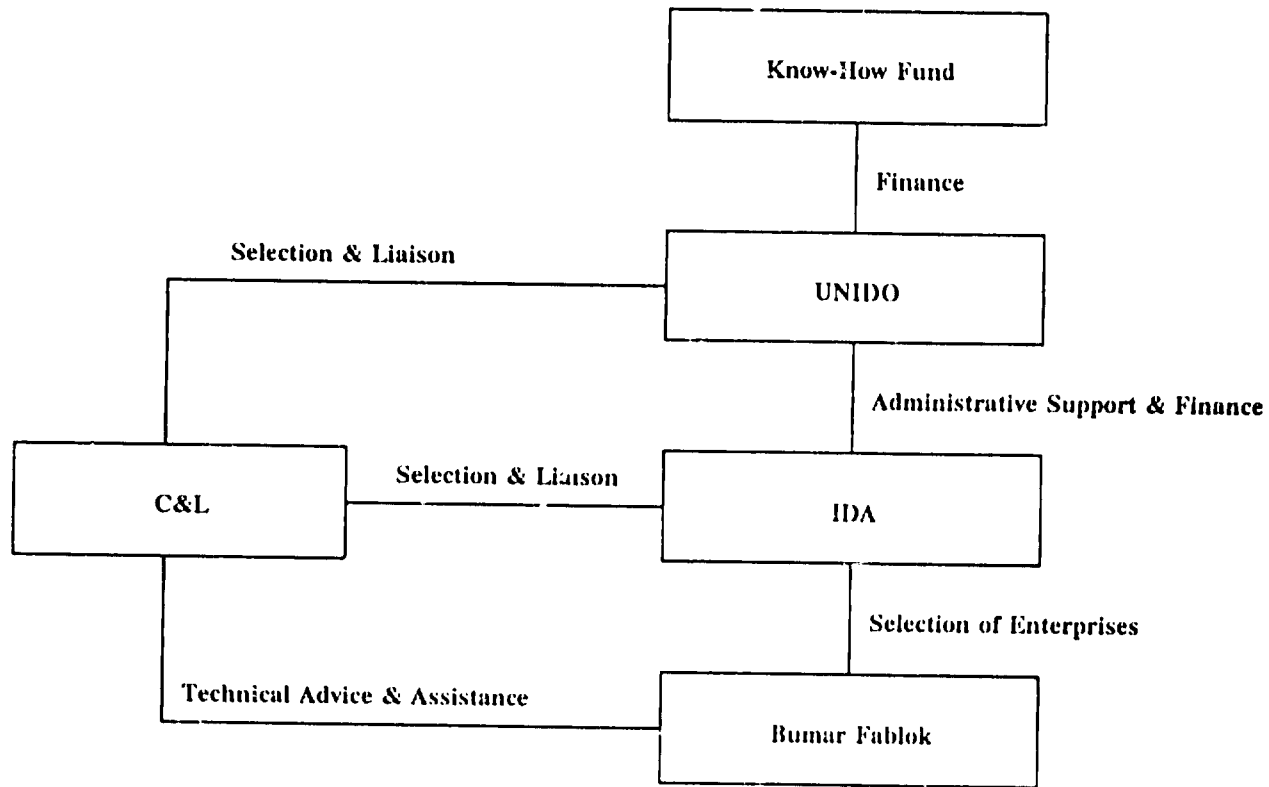 Know-How Fund
Finance
Selection & Liaison
UNIDO
Administrative Support & Finance
Selection & Liaison
C&L
IDA
Selection of Enterprises
Technical Advice & Assistance
Bumar Fablok